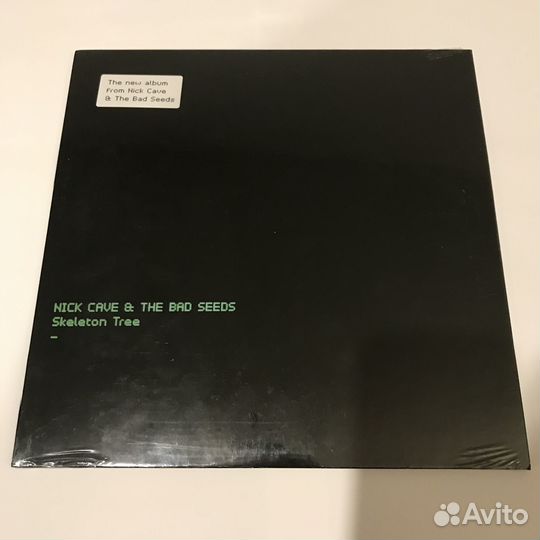 The new album
from Nick Cave
& The Bad Seeds
NICK CAVE & THE BAD SEEDS
Skeleton Tree
_
Avito